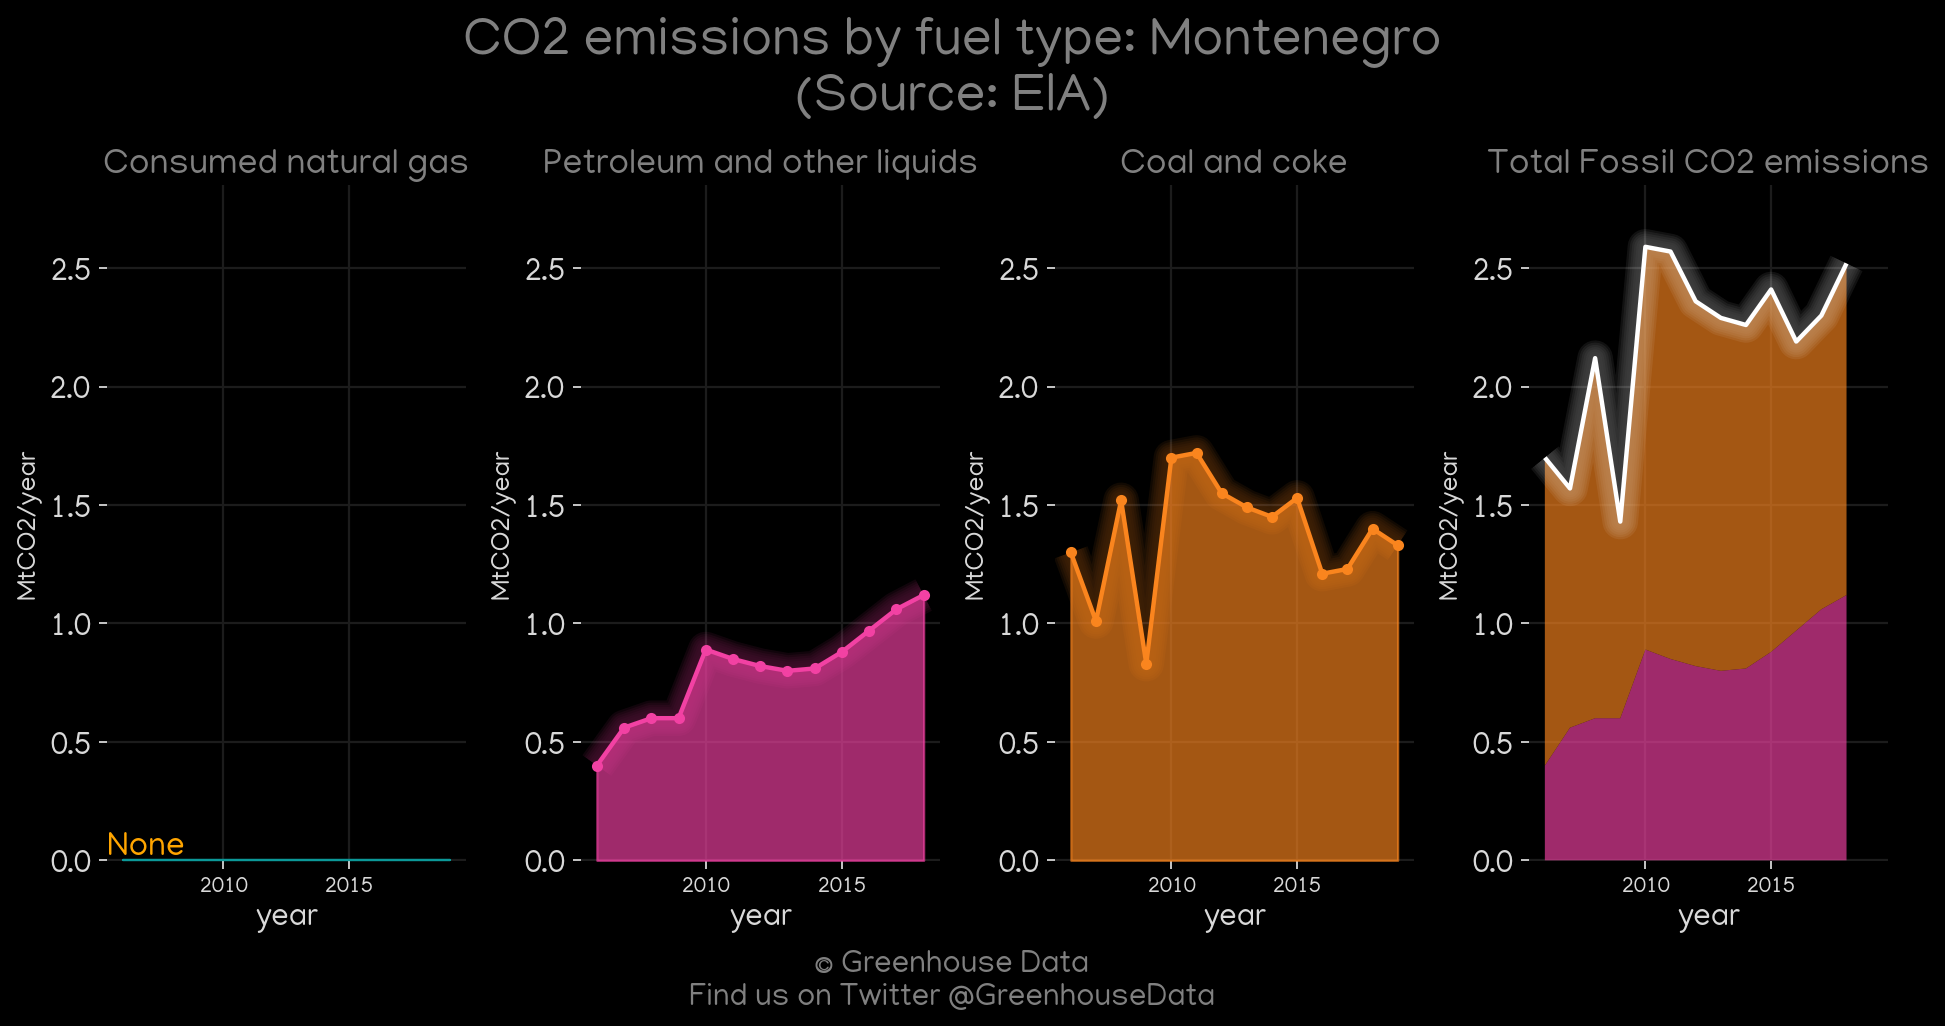 CO2 emissions by fuel type: Montenegro
(Source: EIA)
Consumed natural gas
Petroleum and other liquids
Coal and coke
Total Fossil CO2 emissions
MtCO2/year
2.5
2.0
1.5
1.0
0.5
0.0
None
2010
2015
year
MtCO2/year
2.5
2.0
1.5
1.0
0.5
0.0
2010
2015
year
MtCO2/year
2.5
2.0
1.5
1.0
0.5
0.0
2010
2015
year
MtCO2/year
2.5
2.0
1.5
1.0
0.5
0.0
2010
2015
year
© Greenhouse Data
Find us on Twitter @GreenhouseData